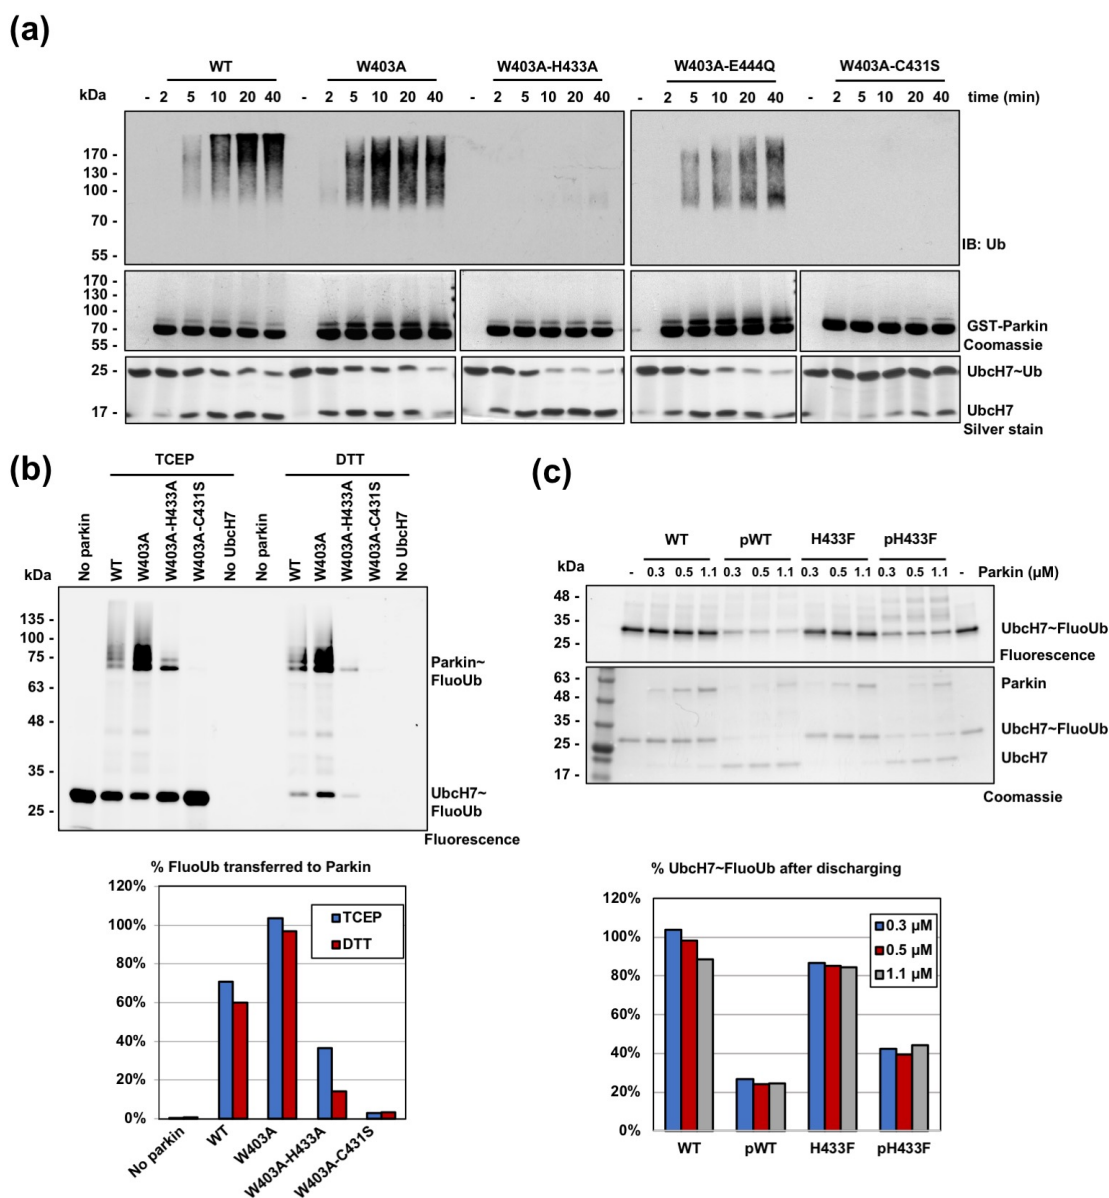 (a)
WT W403A W403A-H433A W403A-E444Q W403A-C431S
kDa - 2 5 10 20 40 - 2 5 10 20 40 - 2 5 10 20 40 - 2 5 10 20 40 - 2 5 10 20 40 time (min)
170 -
130 -
100 -
70 -
55 -
IB: Ub
170 -
130 -
100 -
70 -
55 -
GST-Parkin
Coomassie
25 -
UbcH7~Ub
17 -
UbcH7
Silver stain
(b)
TCEP DTT
No parkin WT W403A W403A-H433A W403A-C431S No UbcH7 No parkin WT W403A W403A-H433A W403A-C431S No UbcH7
kDa
135 -
100 -
75 -
63 -
48 -
35 -
25 -
Parkin~
FluoUb
UbcH7~
FluoUb
Fluorescence
% FluoUb transferred to Parkin
120%
100%
80%
60%
40%
20%
0%
TCEP
DTT
No parkin WT W403A W403A-H433A W403A-C431S
(c)
WT pWT H433F pH433F
kDa - 0.3 0.5 1.1 0.3 0.5 1.1 0.3 0.5 1.1 0.3 0.5 1.1 - Parkin (µM)
48 -
35 -
25 -
UbcH7~FluoUb
Fluorescence
63 -
48 -
35 -
25 -
17 -
Parkin
UbcH7~FluoUb
UbcH7
Coomassie
% UbcH7~FluoUb after discharging
120%
100%
80%
60%
40%
20%
0%
0.3 µM
0.5 µM
1.1 µM
WT pWT H433F pH433F